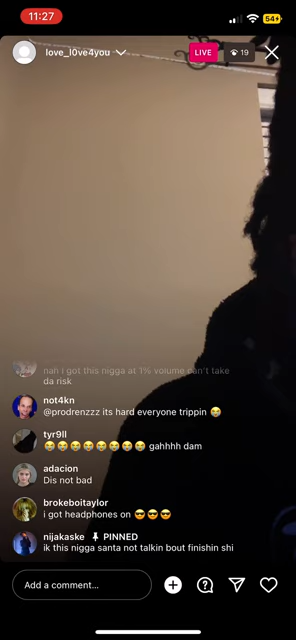 11:27
54
love_l0ve4you
LIVE
19
nah i got this nigga at 1% volume can't take
da risk
not4kn
@prodrenzzz its hard everyone trippin 😭
tyr9ll
😭😭😭😭😭😭😭😭 gahhhh dam
adacion
Dis not bad
brokeboitaylor
i got headphones on 😎😎😎
nijakaske PINNED
ik this nigga santa not talkin bout finishin shi
Add a comment...